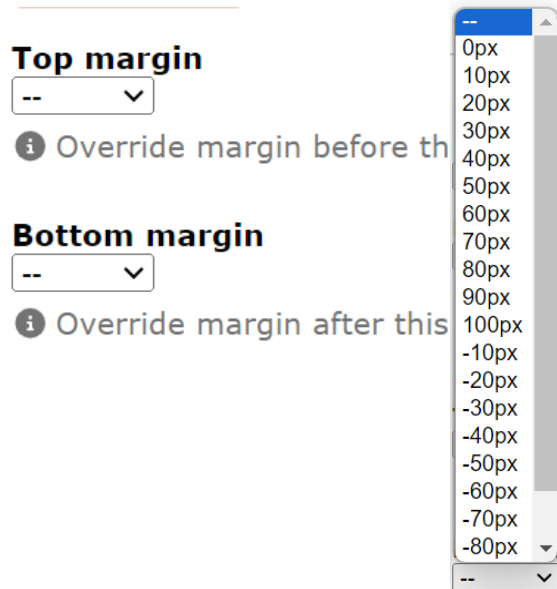 Top margin
--
Override margin before th
Bottom margin
--
Override margin after this
--
0px
10px
20px
30px
40px
50px
60px
70px
80px
90px
100px
-10px
-20px
-30px
-40px
-50px
-60px
-70px
-80px
--